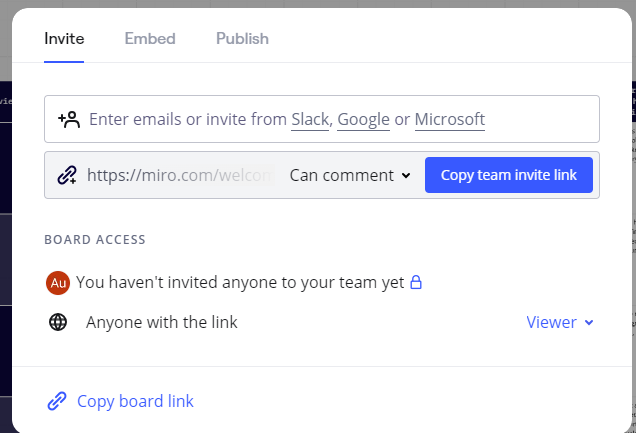 Invite Embed Publish
Enter emails or invite from Slack, Google or Microsoft
https://miro.com/welcom Can comment Copy team invite link
BOARD ACCESS
Au You haven't invited anyone to your team yet
Anyone with the link Viewer
Copy board link